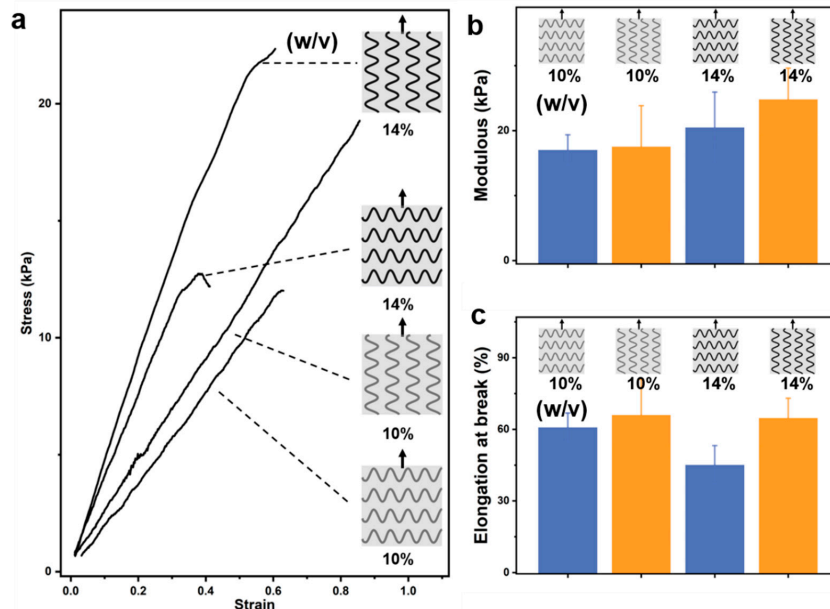 a
(w/v)
14%
14%
10%
10%
Stress (kPa)
20
10
0
0.0 0.2 0.4 0.6 0.8 1.0
Strain
b
10% 10% 14% 14%
(w/v)
Modulous (kPa)
20
0
c
10% 10% 14% 14%
(w/v)
Elongation at break (%)
90
60
30
0